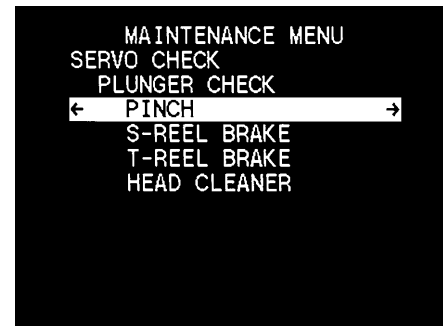 MAINTENANCE MENU
SERVO CHECK
PLUNGER CHECK
← PINCH →
S-REEL BRAKE
T-REEL BRAKE
HEAD CLEANER